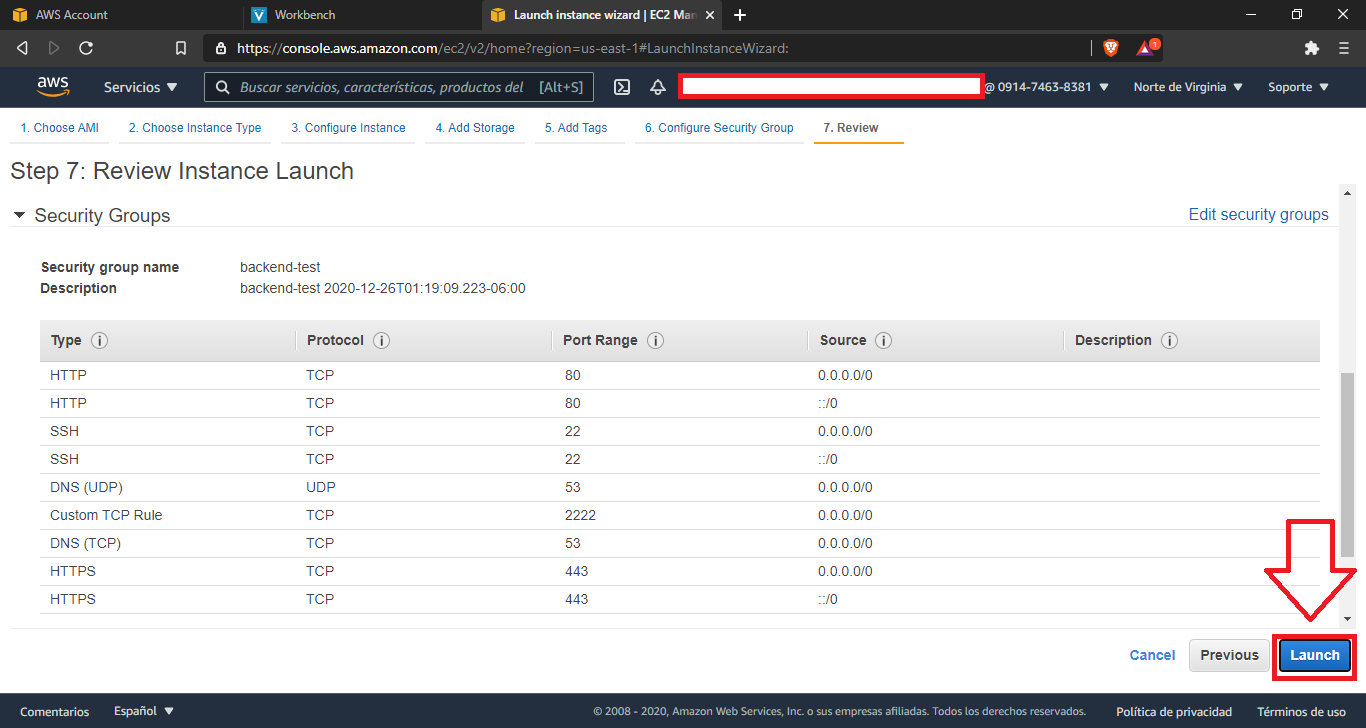 AWS Account
Workbench
Launch instance wizard | EC2 Man
https://console.aws.amazon.com/ec2/v2/home?region=us-east-1#LaunchInstanceWizard:
1
aws
Servicios
Buscar servicios, características, productos del [Alt+S]
@ 0914-7463-8381
Norte de Virginia
Soporte
1. Choose AMI
2. Choose Instance Type
3. Configure Instance
4. Add Storage
5. Add Tags
6. Configure Security Group
7. Review
Step 7: Review Instance Launch
Security Groups
Edit security groups
Security group name backend-test
Description backend-test 2020-12-26T01:19:09.223-06:00
Type i Protocol i Port Range i Source i Description i
HTTP TCP 80 0.0.0.0/0
HTTP TCP 80 ::/0
SSH TCP 22 0.0.0.0/0
SSH TCP 22 ::/0
DNS (UDP) UDP 53 0.0.0.0/0
Custom TCP Rule TCP 2222 0.0.0.0/0
DNS (TCP) TCP 53 0.0.0.0/0
HTTPS TCP 443 0.0.0.0/0
HTTPS TCP 443 ::/0
Cancel
Previous
Launch
Comentarios
Español
© 2008 - 2020, Amazon Web Services, Inc. o sus empresas afiliadas. Todos los derechos reservados.
Política de privacidad
Términos de uso